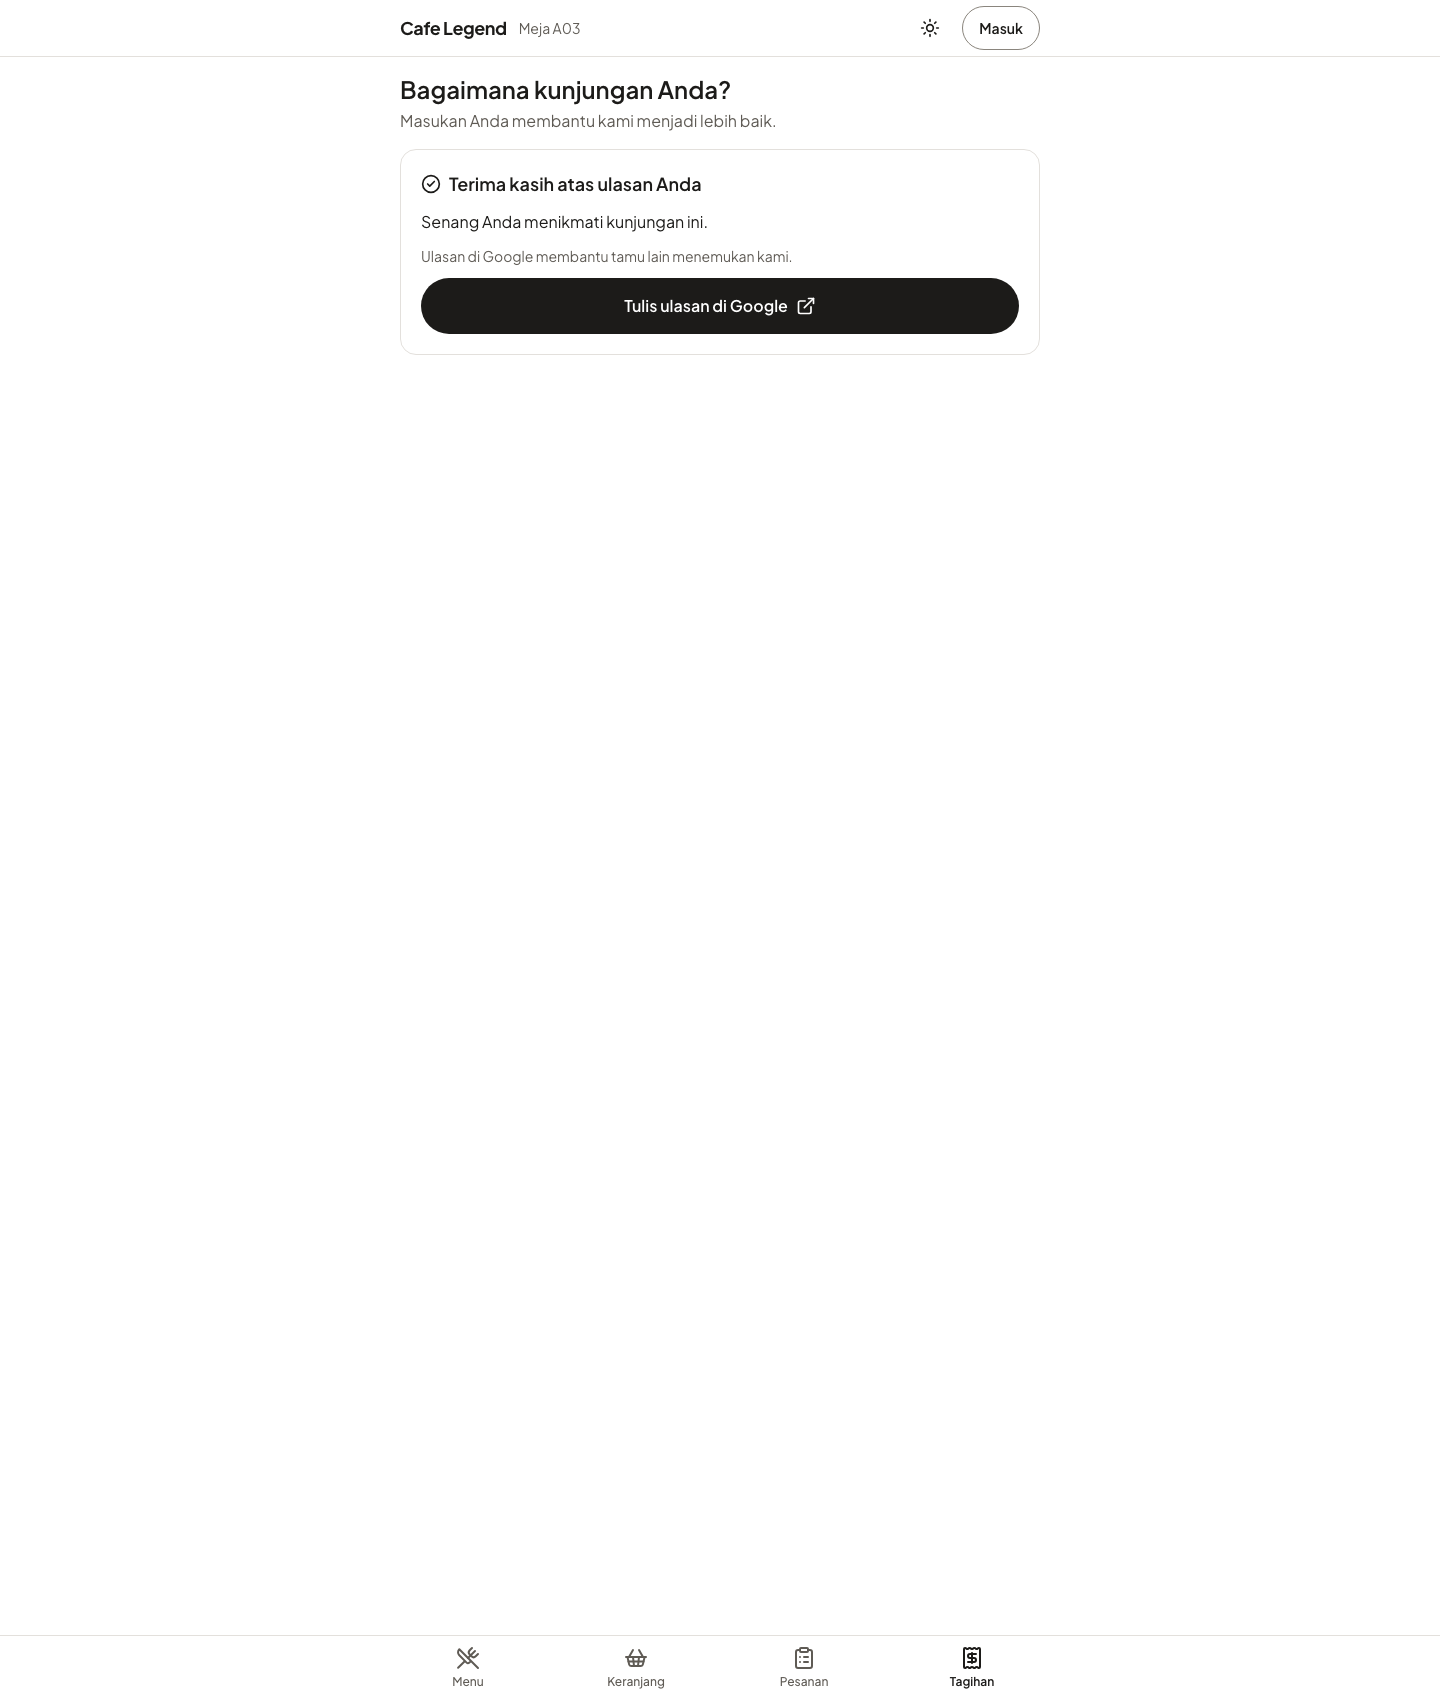 Cafe Legend Meja A03 Masuk
Bagaimana kunjungan Anda?
Masukan Anda membantu kami menjadi lebih baik.
Terima kasih atas ulasan Anda
Senang Anda menikmati kunjungan ini.
Ulasan di Google membantu tamu lain menemukan kami.
Tulis ulasan di Google
Menu Keranjang Pesanan Tagihan